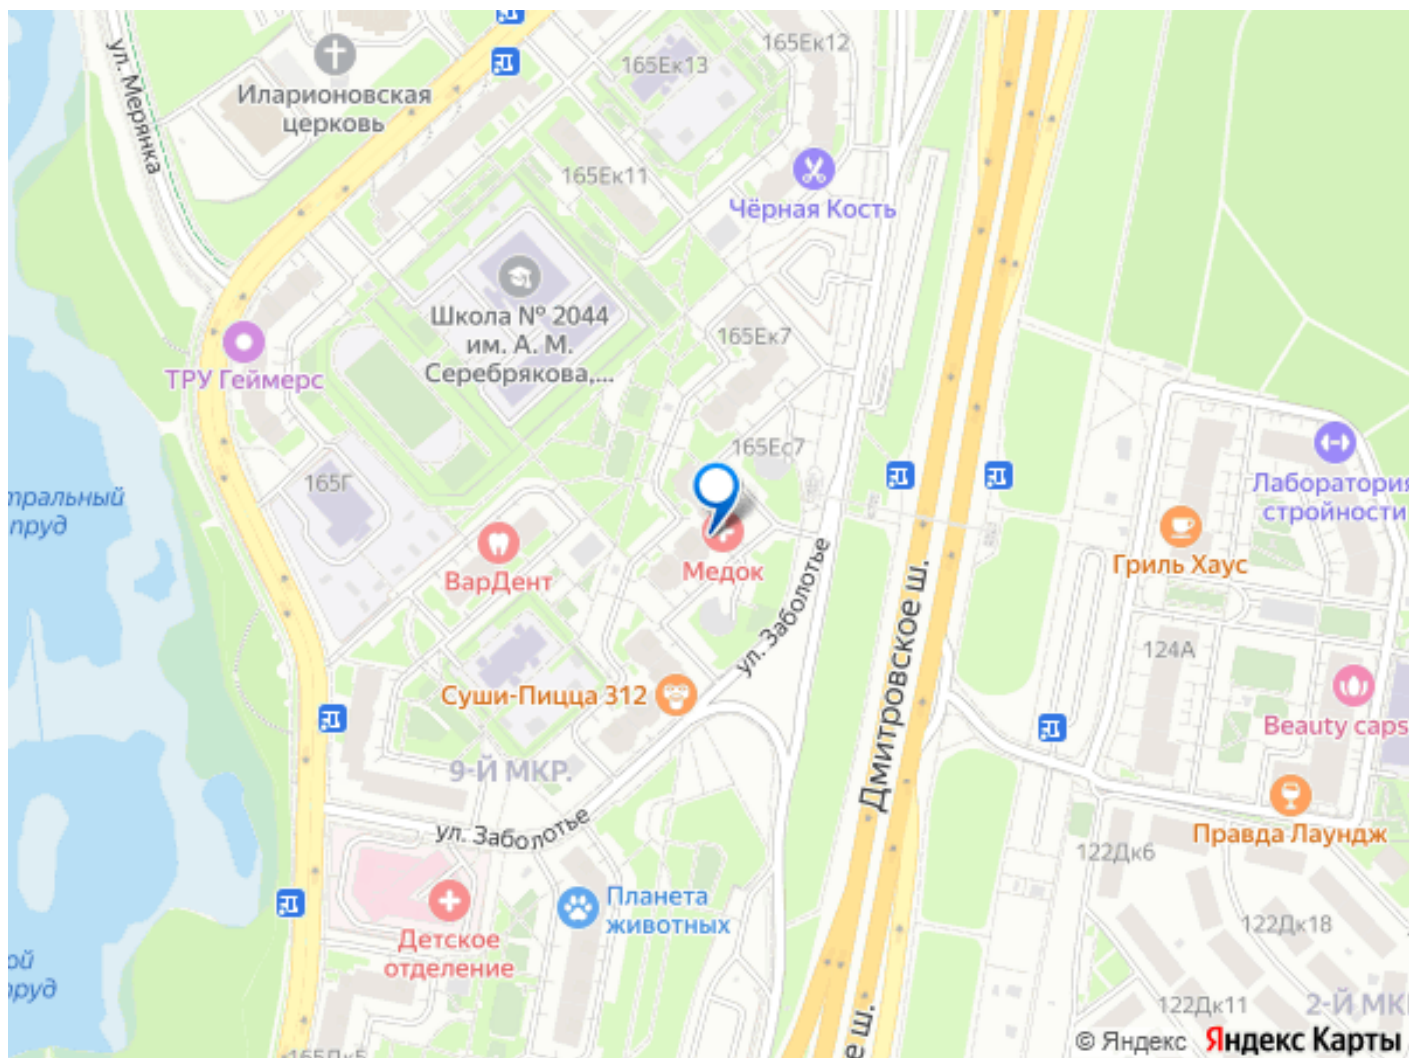 165Ек12
165Ек13
ул. Мерянка
Иларионовская
церковь
165Ек11
Чёрная Кость
Школа № 2044
им. А. М.
Серебрякова,...
165Ек7
ТРУ Геймерс
165Ес7
165Г
Лаборатория
стройности
тральный
пруд
Гриль Хаус
ВарДент
Медок
ул. Заболотье
Дмитровское ш.
124А
Суши-Пицца 312
Beauty caps
9-Й МКР.
ул. Заболотье
Правда Лаундж
122Дк6
Планета
животных
122Дк18
Детское
отделение
ой
пруд
122Дк11
2-Й МК
е ш.
165Дк5
© Яндекс Яндекс Карты